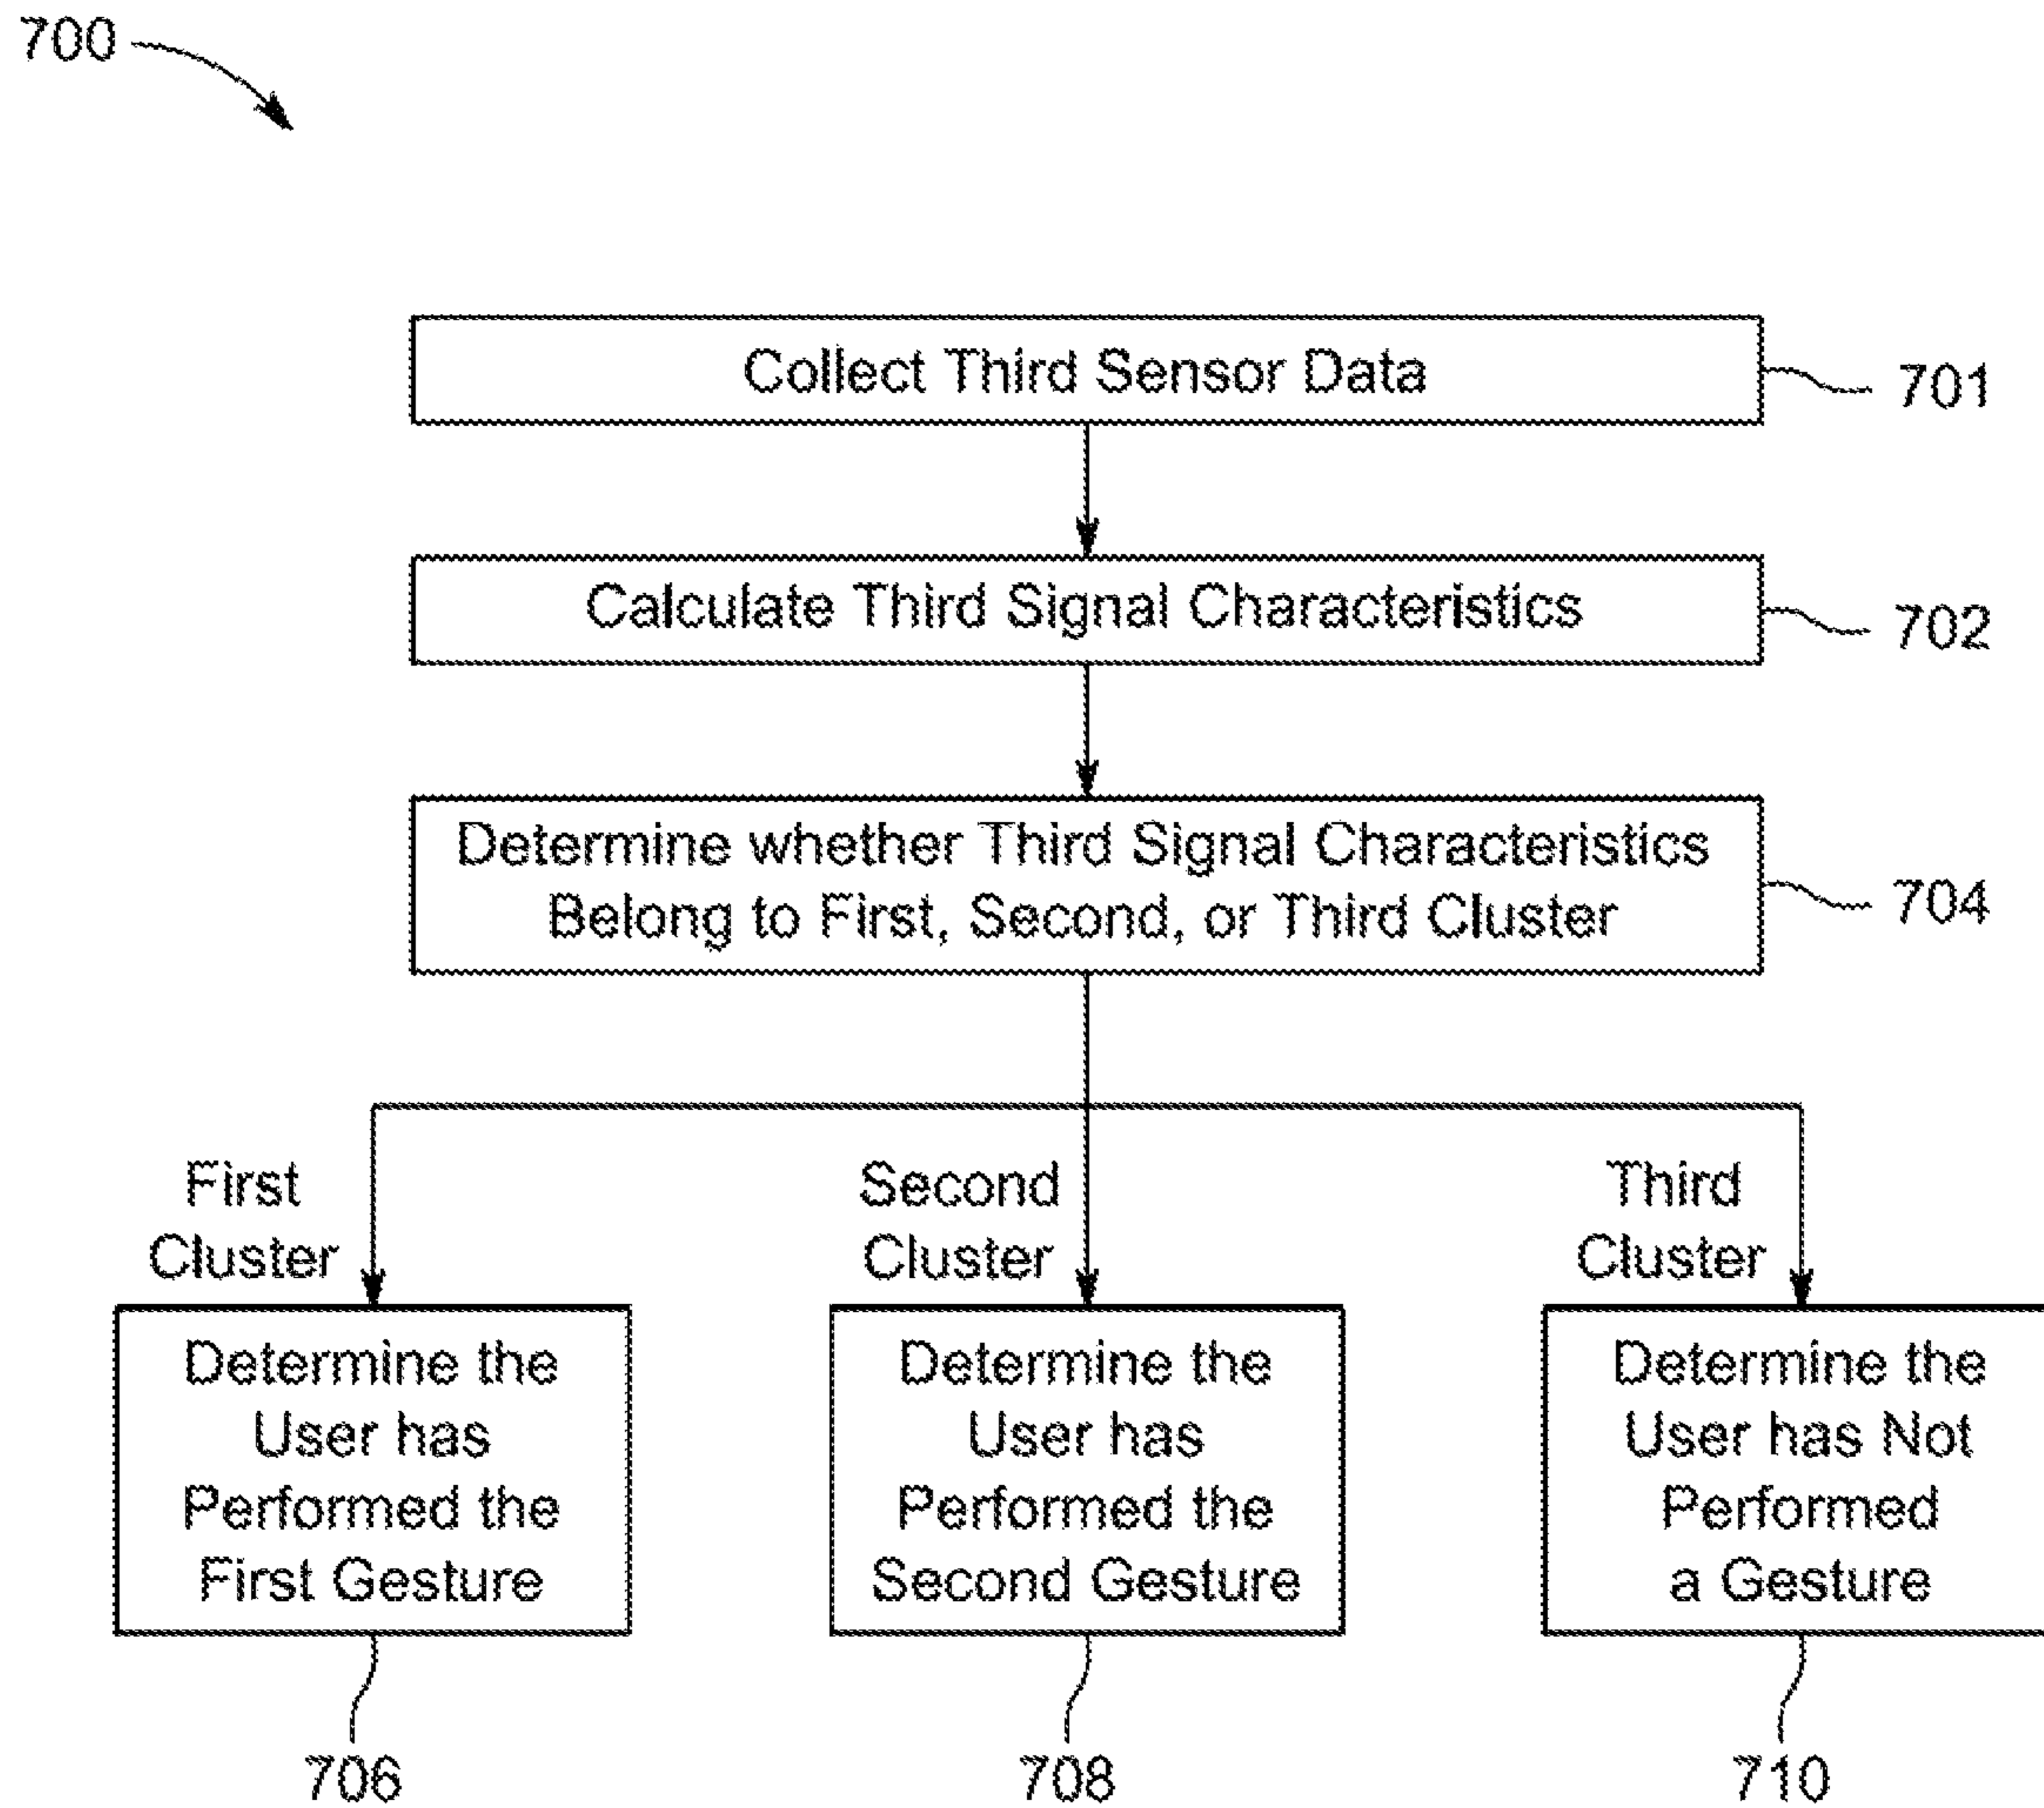 700
Collect Third Sensor Data
701
Calculate Third Signal Characteristics
702
Determine whether Third Signal Characteristics
Belong to First, Second, or Third Cluster
704
First
Cluster
Second
Cluster
Third
Cluster
Determine the
User has
Performed the
First Gesture
Determine the
User has
Performed the
Second Gesture
Determine the
User has Not
Performed
a Gesture
706
708
710